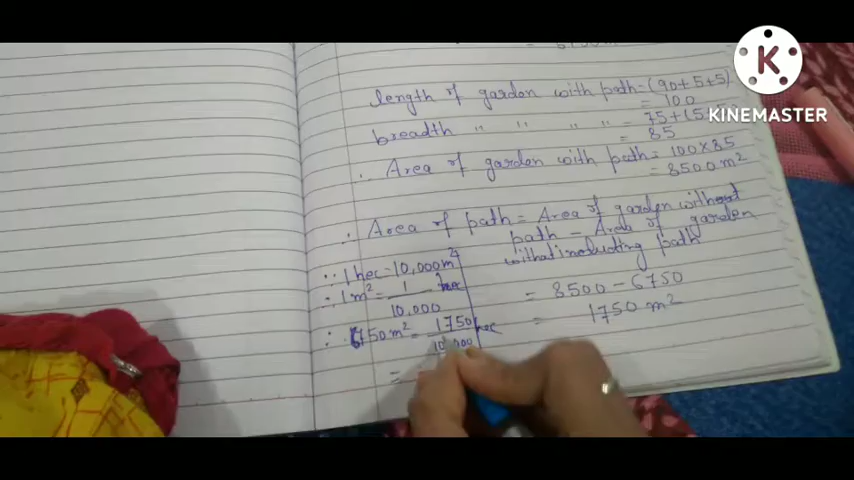 K
KINEMASTER
length of garden with path = (90+5+5)
= 100
breadth " " " " = 75+(5
= 85
∴ Area of garden with path = 100×85
= 8500 m²
∴ Area of path = Area of garden without
path - Area of garden
without including path
= 8500 - 6750
= 1750 m²
∵ 1 hec = 10,000 m²
∴ 1 m² = 1/10,000 hec
∴ 1750 m² = 1750/10,000 hec
=